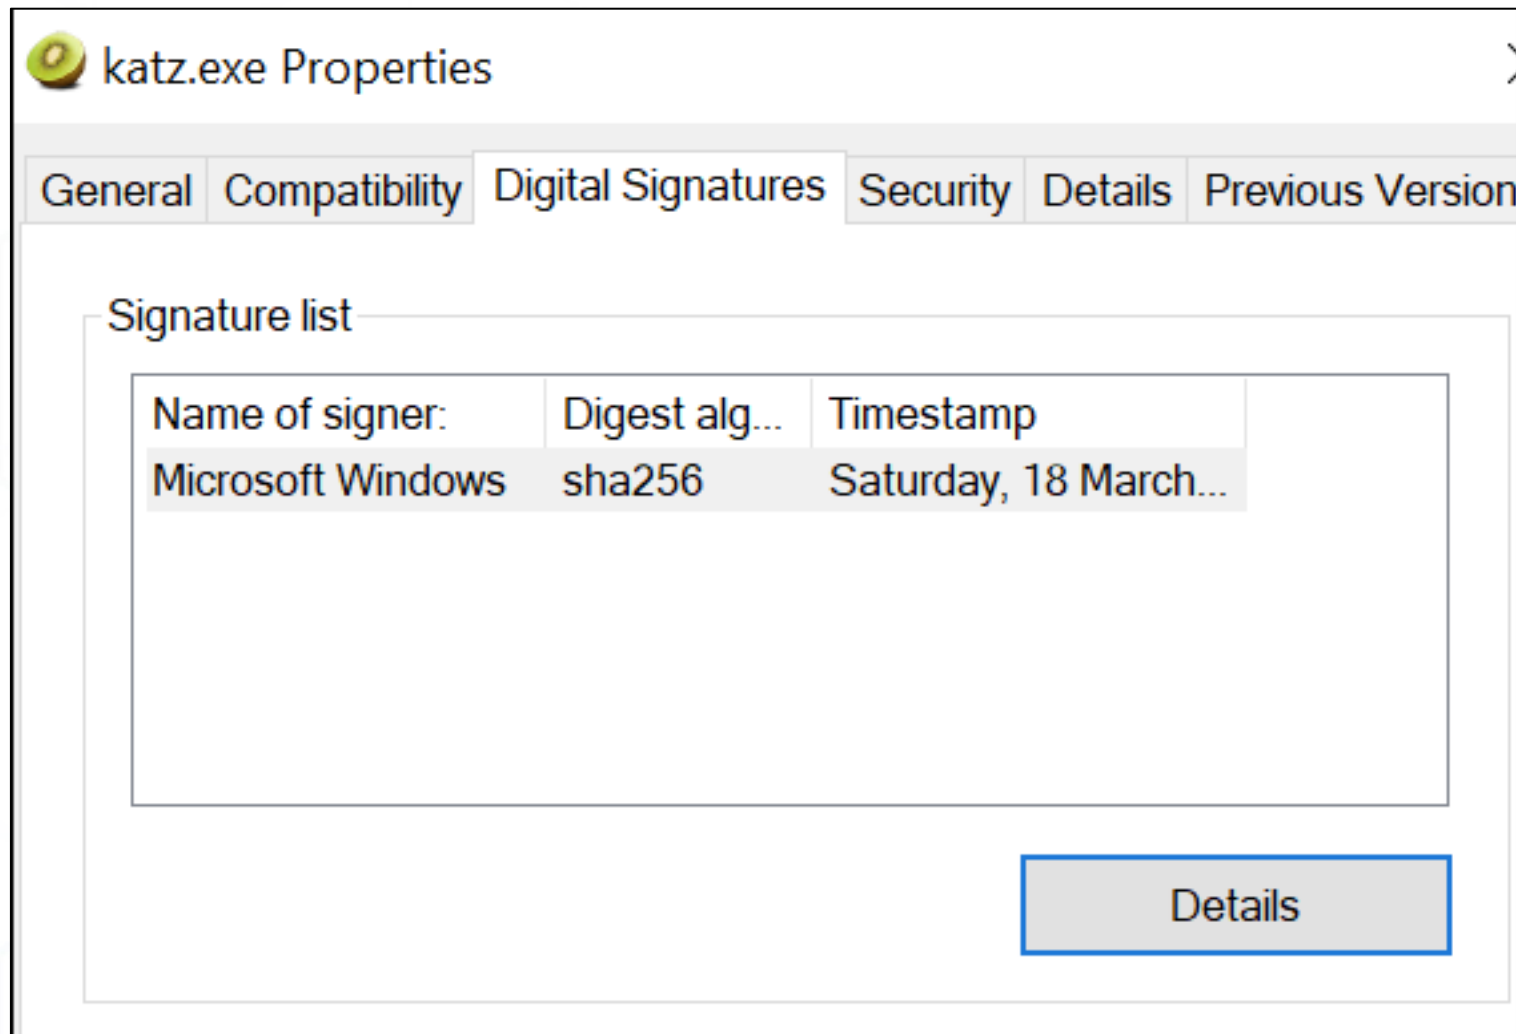 katz.exe Properties
General Compatibility Digital Signatures Security Details Previous Version
Signature list
Name of signer: Digest alg... Timestamp
Microsoft Windows sha256 Saturday, 18 March...
Details